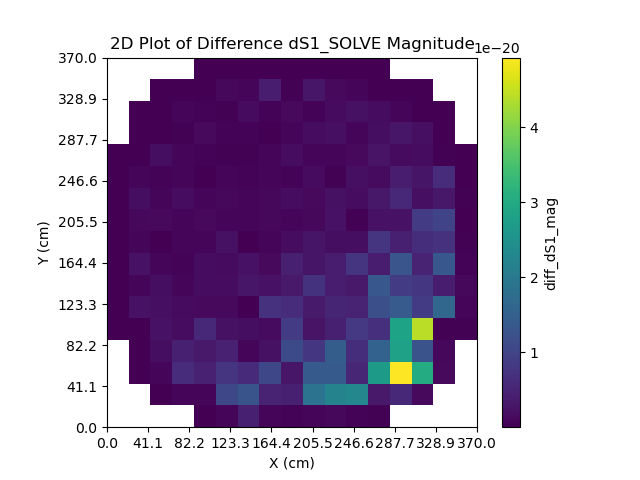 2D Plot of Difference dS1_SOLVE Magnitude
1e−20
370.0
328.9
287.7
246.6
205.5
164.4
123.3
82.2
41.1
0.0
Y (cm)
0.0 41.1 82.2 123.3 164.4 205.5 246.6 287.7 328.9 370.0
X (cm)
4
3
2
1
diff_dS1_mag